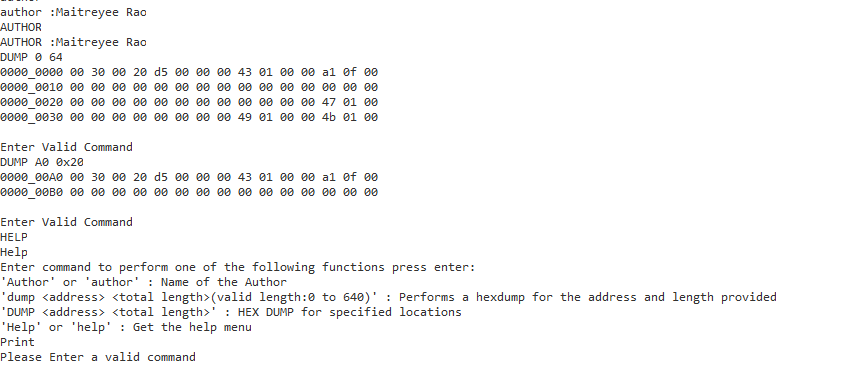 author :Maitreyee Rao
AUTHOR
AUTHOR :Maitreyee Rao
DUMP 0 64
0000_0000 00 30 00 20 d5 00 00 00 43 01 00 00 a1 0f 00
0000_0010 00 00 00 00 00 00 00 00 00 00 00 00 00 00 00
0000_0020 00 00 00 00 00 00 00 00 00 00 00 00 47 01 00
0000_0030 00 00 00 00 00 00 00 00 49 01 00 00 4b 01 00
Enter Valid Command
DUMP A0 0x20
0000_00A0 00 30 00 20 d5 00 00 00 43 01 00 00 a1 0f 00
0000_00B0 00 00 00 00 00 00 00 00 00 00 00 00 00 00 00
Enter Valid Command
HELP
Help
Enter command to perform one of the following functions press enter:
'Author' or 'author' : Name of the Author
'dump <address> <total length>(valid length:0 to 640)' : Performs a hexdump for the address and length provided
'DUMP <address> <total length>' : HEX DUMP for specified locations
'Help' or 'help' : Get the help menu
Print
Please Enter a valid command